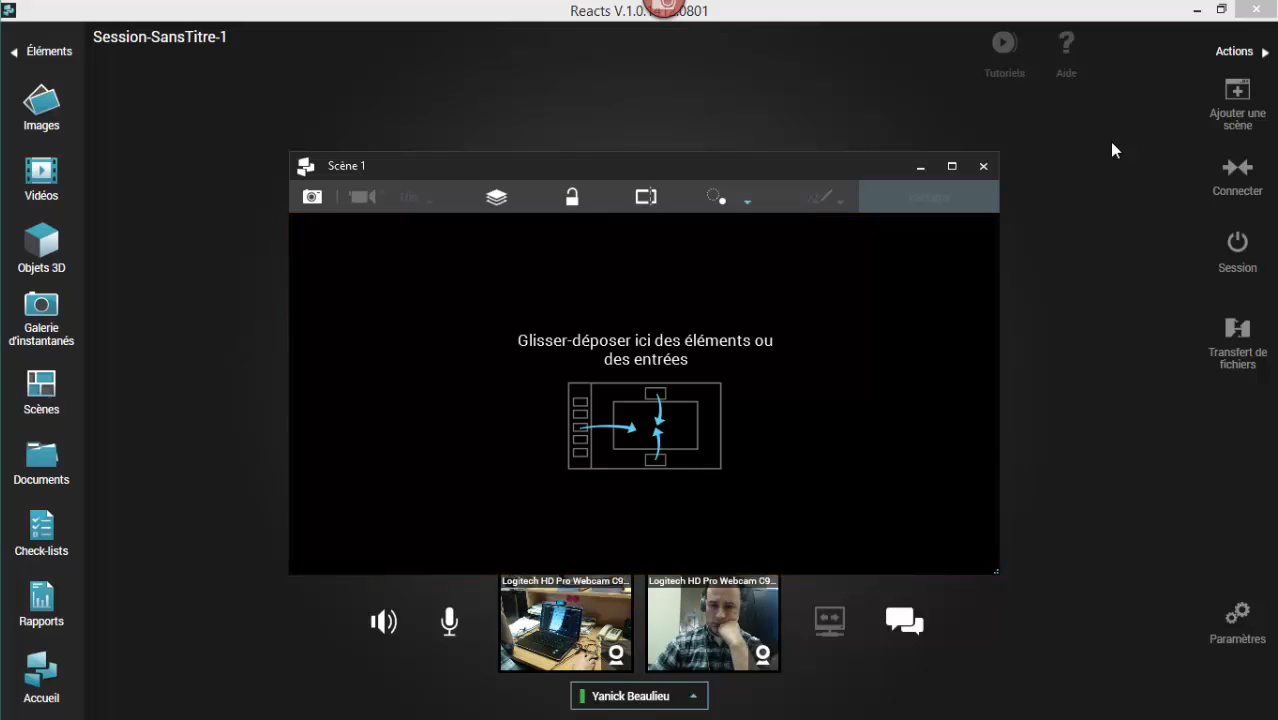 Reacts V.1.0.
0801
Éléments
Session-SansTitre-1
Tutoriels
Aide
Actions
Images
Vidéos
Objets 3D
Galerie
d'instantanés
Scènes
Documents
Check-lists
Rapports
Accueil
Scène 1
Glisser-déposer ici des éléments ou
des entrées
Ajouter une
scène
Connecter
Session
Transfert de
fichiers
Paramètres
Logitech HD Pro Webcam C9...
Logitech HD Pro Webcam C9...
Yanick Beaulieu